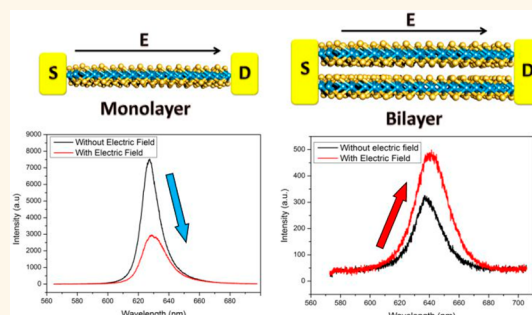 E
S D
Monolayer
E
S D
Bilayer
Without Electric Field
With Electric Field
Intensity (a.u)
9000
8000
7000
6000
5000
4000
3000
2000
1000
0
560 580 600 620 640 660 680
Wavelength (nm)
Without electric field
With Electric Field
Intensity (a.u.)
500
400
300
200
100
0
560 580 600 620 640 660 680 700
Wavelength (nm)